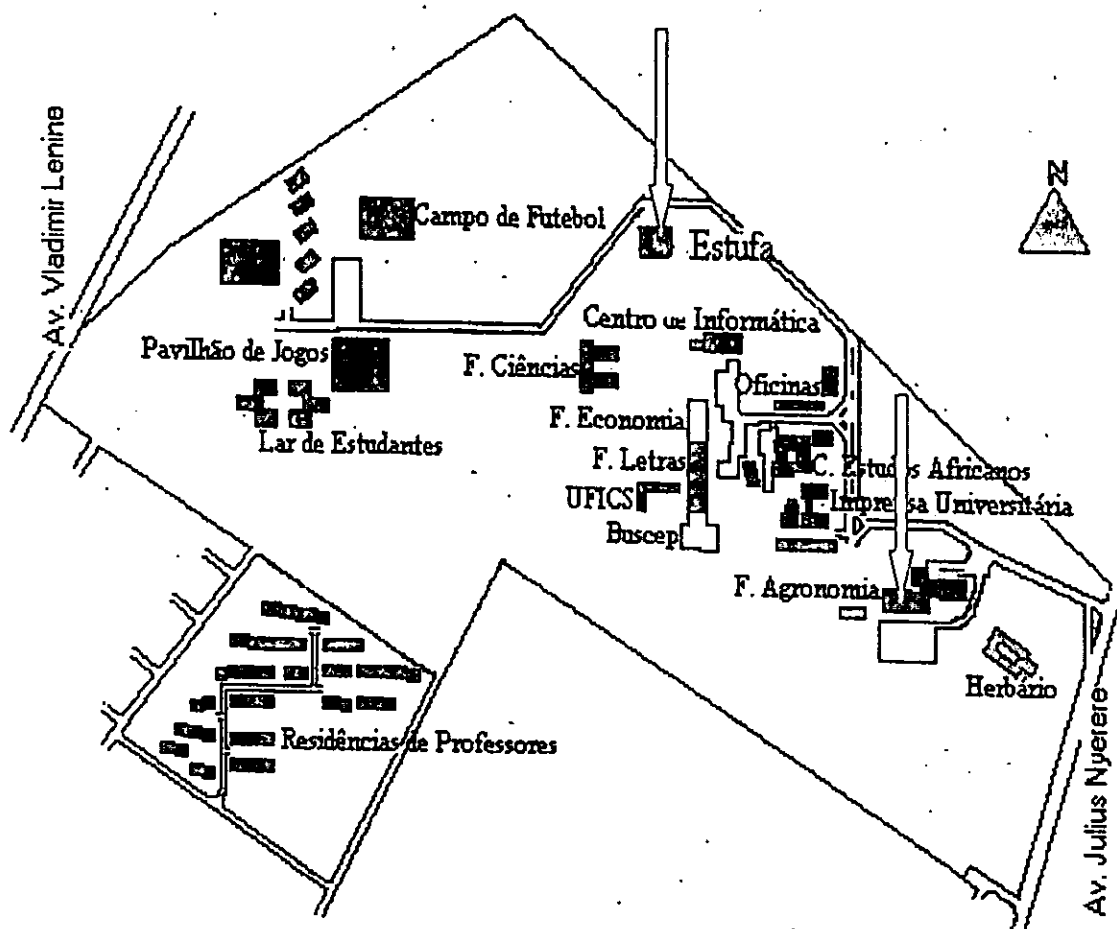 Av. Vladimir Lenine
N
Campo de Futebol
Estufa
Centro de Informática
Pavilhão de Jogos
F. Ciências
Oficinas
F. Economia
Lar de Estudantes
F. Letras
C. Estudos Africanos
UFICS
Imprensa Universitária
Buscep
F. Agronomia
Herbário
Residências de Professores
Av. Julius Nyerere